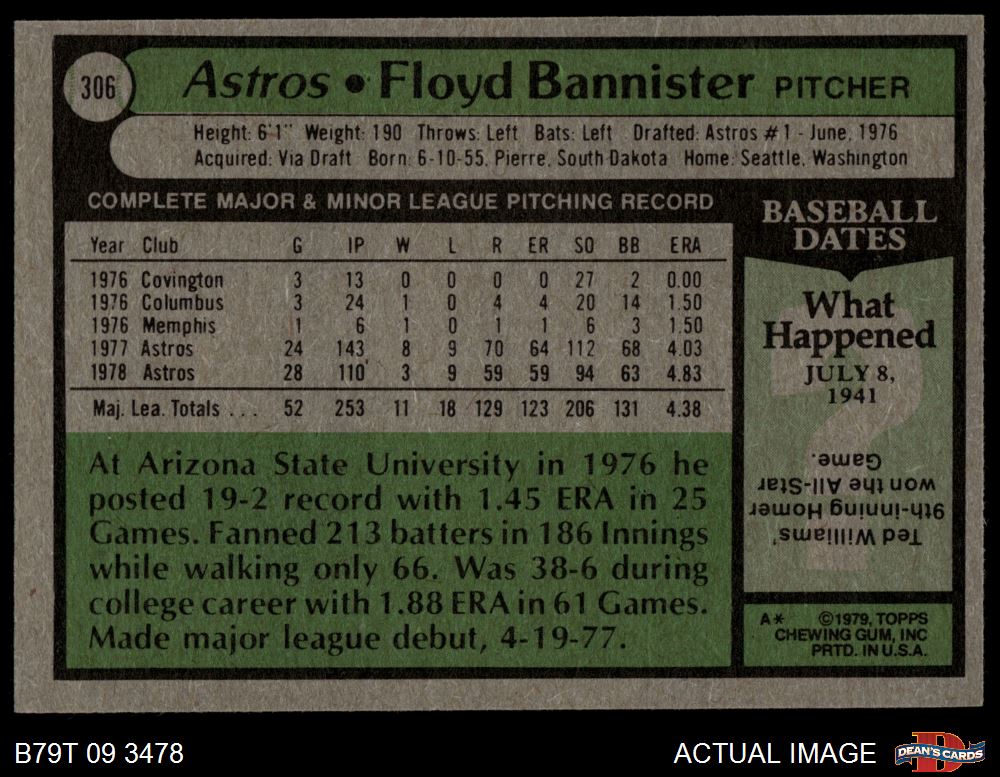 306
Astros • Floyd Bannister PITCHER
Height: 6'1" Weight: 190 Throws: Left Bats: Left Drafted: Astros #1 - June, 1976
Acquired: Via Draft Born: 6-10-55, Pierre, South Dakota Home: Seattle, Washington
COMPLETE MAJOR & MINOR LEAGUE PITCHING RECORD
Year Club G IP W L R ER SO BB ERA
1976 Covington 3 13 0 0 0 0 27 2 0.00
1976 Columbus 3 24 1 0 4 4 20 14 1.50
1976 Memphis 1 6 1 0 1 1 6 3 1.50
1977 Astros 24 143 8 9 70 64 112 68 4.03
1978 Astros 28 110 3 9 59 59 94 63 4.83
Maj. Lea. Totals . . . 52 253 11 18 129 123 206 131 4.38
At Arizona State University in 1976 he
posted 19-2 record with 1.45 ERA in 25
Games. Fanned 213 batters in 186 Innings
while walking only 66. Was 38-6 during
college career with 1.88 ERA in 61 Games.
Made major league debut, 4-19-77.
BASEBALL
DATES
What
Happened
JULY 8,
1941
?
Ted Williams'
9th-inning Homer
won the All-Star
Game.
A* ©1979, TOPPS
CHEWING GUM, INC
PRTD. IN U.S.A.
B79T 09 3478
ACTUAL IMAGE
D
DEAN'S CARDS